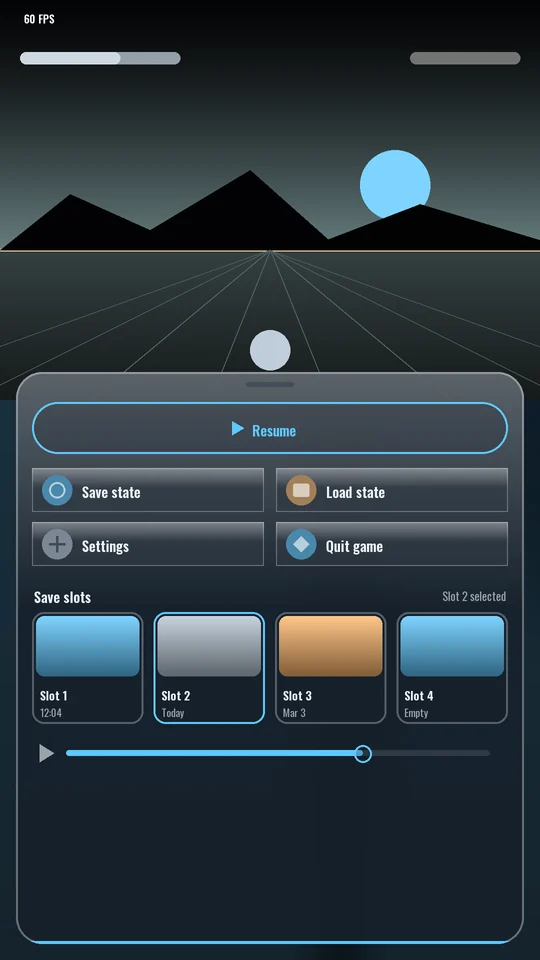 60 FPS
Resume
Save state
Load state
Settings
Quit game
Save slots
Slot 2 selected
Slot 1
12:04
Slot 2
Today
Slot 3
Mar 3
Slot 4
Empty